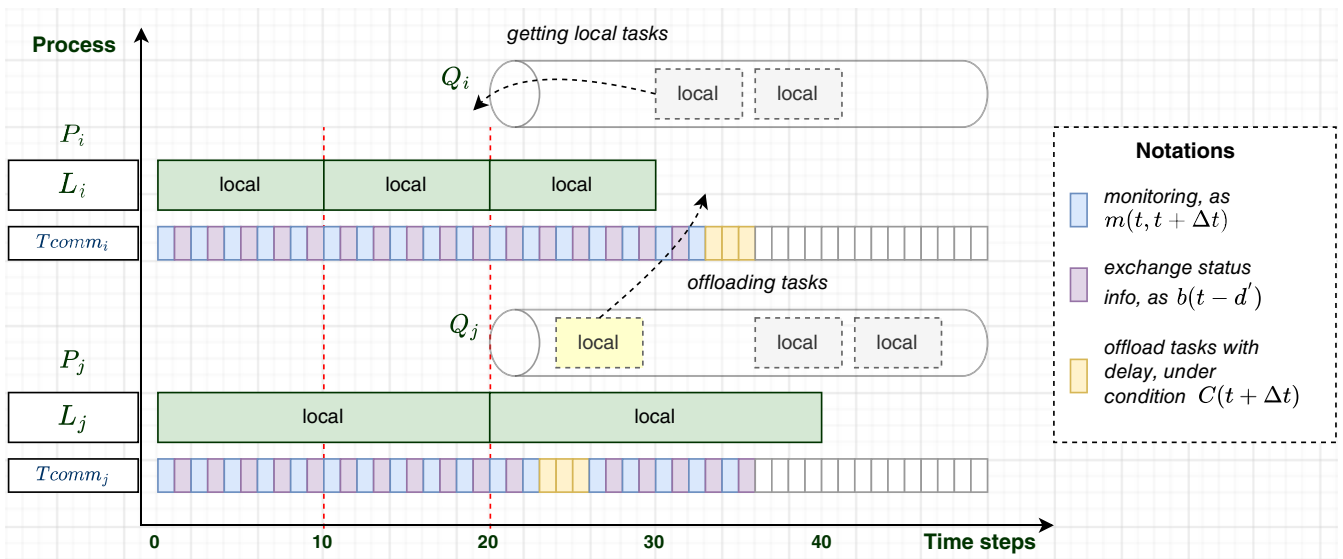 getting local tasks
Process
Q_i
local local
P_i
Notations
L_i
local local local
monitoring, as
m(t, t + Δt)
Tcomm_i
exchange status
info, as b(t − d′)
offloading tasks
Q_j
local local local
P_j
offload tasks with
delay, under
condition C(t + Δt)
L_j
local local
Tcomm_j
0 10 20 30 40 Time steps